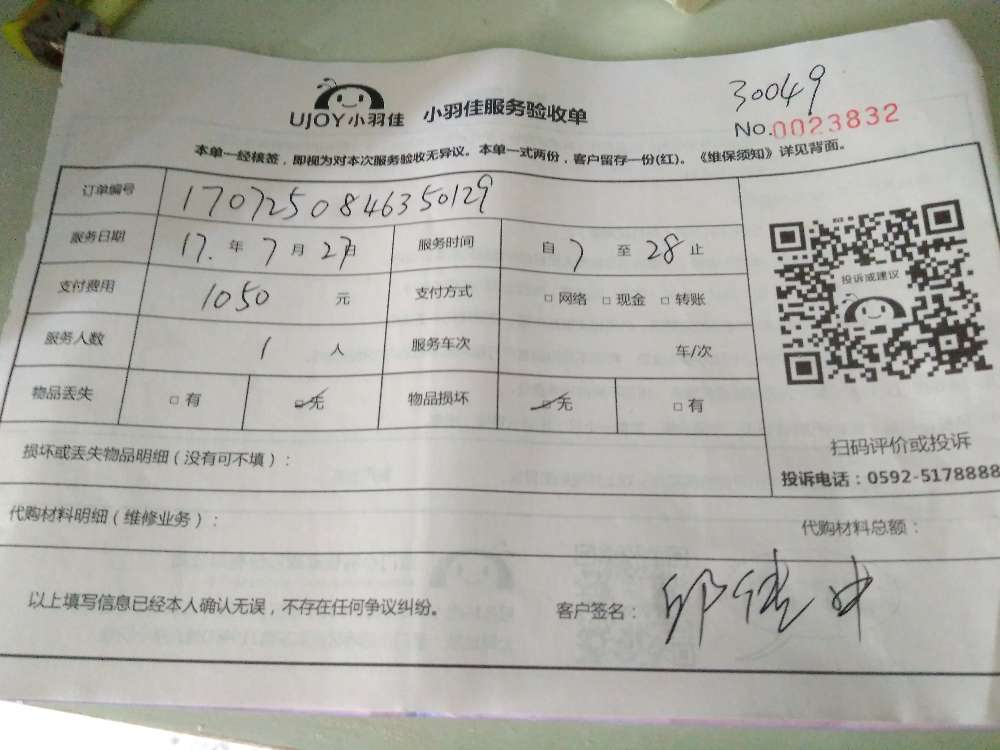 30049
UJOY小羽佳 小羽佳服务验收单
No.0023832
本单一经核签，即视为对本次服务验收无异议。本单一式两份，客户留存一份(红)。《维保须知》详见背面。
订单编号 1707250846350129
服务日期 17. 年 7 月 27 日 服务时间 自 7 至 28 止
支付费用 1050 元 支付方式 □ 网络 □ 现金 □ 转账
服务人数 1 人 服务车次 车/次
物品丢失 □ 有 ☑ 无 物品损坏 ☑ 无 □ 有
投诉或建议
扫码评价或投诉
投诉电话：0592-5178888
损坏或丢失物品明细（没有可不填）：
代购材料明细（维修业务）： 代购材料总额：
以上填写信息已经本人确认无误，不存在任何争议纠纷。 客户签名：